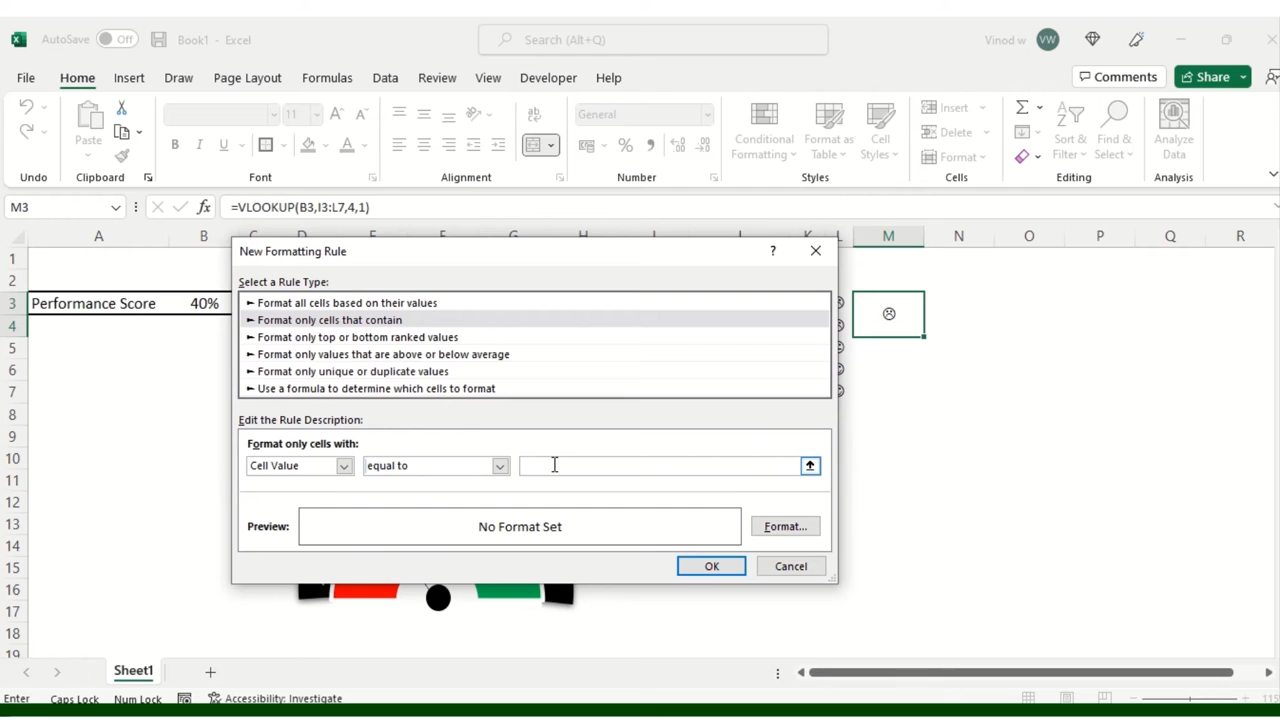 AutoSave Off Book1 - Excel Search (Alt+Q) Vinod w VW
File Home Insert Draw Page Layout Formulas Data Review View Developer Help Comments Share
11 General Insert
Paste B I U Conditional Formatting Format as Table Cell Styles Delete Sort & Filter Find & Select Analyze Data
Format
Undo Clipboard Font Alignment Number Styles Cells Editing Analysis
M3 fx =VLOOKUP(B3,I3:L7,4,1)
A B C D E F G H I J K L M N O P Q R
1 New Formatting Rule ?
2 Select a Rule Type:
3 Performance Score 40% ► Format all cells based on their values
► Format only cells that contain ☹
4 ► Format only top or bottom ranked values
5 ► Format only values that are above or below average
6 ► Format only unique or duplicate values
7 ► Use a formula to determine which cells to format
8 Edit the Rule Description:
9 Format only cells with:
10 Cell Value equal to
11
12
13 Preview: No Format Set Format...
14
15 OK Cancel
16
17
18
19
Sheet1
Enter Caps Lock Num Lock Accessibility: Investigate